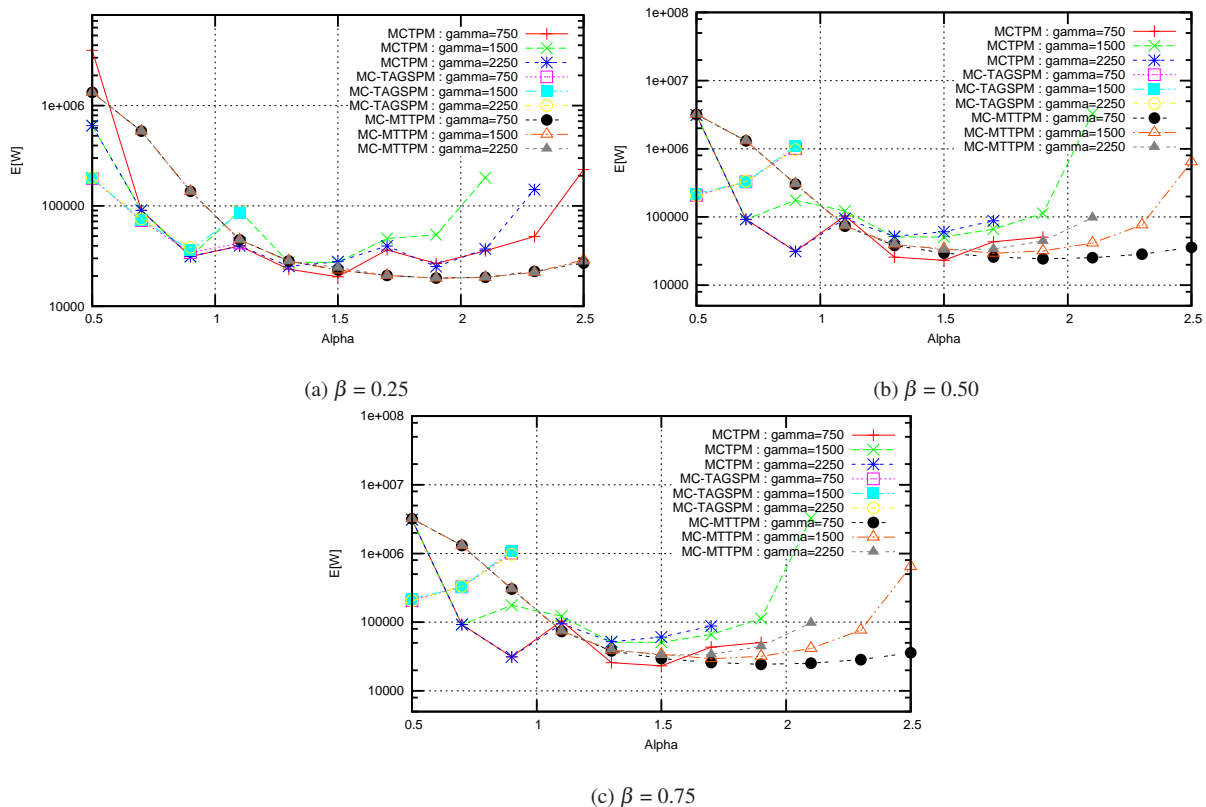 1e+006
100000
10000
E[W]
0.5 1 1.5 2 2.5
Alpha
MCTPM : gamma=750
MCTPM : gamma=1500
MCTPM : gamma=2250
MC-TAGSPM : gamma=750
MC-TAGSPM : gamma=1500
MC-TAGSPM : gamma=2250
MC-MTTPM : gamma=750
MC-MTTPM : gamma=1500
MC-MTTPM : gamma=2250
(a) β = 0.25
1e+008
1e+007
1e+006
100000
10000
E[W]
0.5 1 1.5 2 2.5
Alpha
MCTPM : gamma=750
MCTPM : gamma=1500
MCTPM : gamma=2250
MC-TAGSPM : gamma=750
MC-TAGSPM : gamma=1500
MC-TAGSPM : gamma=2250
MC-MTTPM : gamma=750
MC-MTTPM : gamma=1500
MC-MTTPM : gamma=2250
(b) β = 0.50
1e+008
1e+007
1e+006
100000
10000
E[W]
0.5 1 1.5 2 2.5
Alpha
MCTPM : gamma=750
MCTPM : gamma=1500
MCTPM : gamma=2250
MC-TAGSPM : gamma=750
MC-TAGSPM : gamma=1500
MC-TAGSPM : gamma=2250
MC-MTTPM : gamma=750
MC-MTTPM : gamma=1500
MC-MTTPM : gamma=2250
(c) β = 0.75